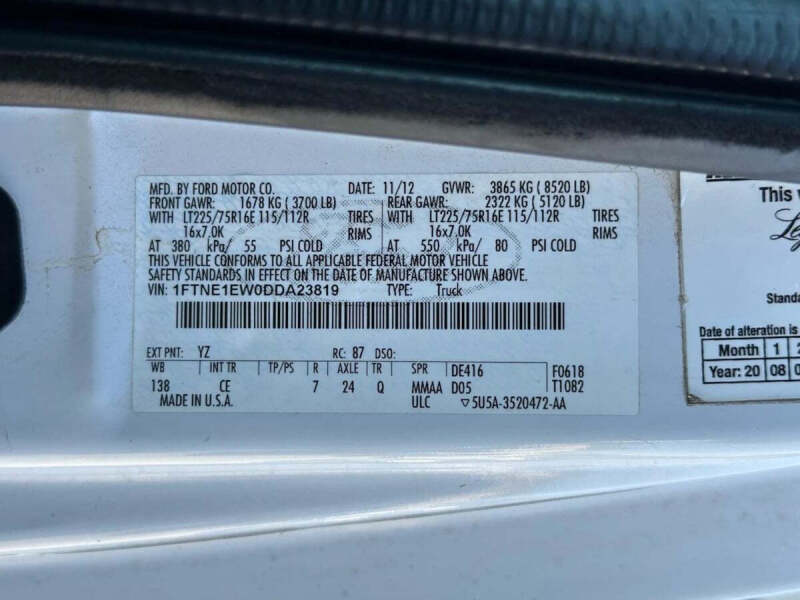 MFD. BY FORD MOTOR CO. DATE: 11/12 GVWR: 3865 KG ( 8520 LB)
FRONT GAWR: 1678 KG ( 3700 LB) REAR GAWR: 2322 KG ( 5120 LB)
WITH LT225/75R16E 115/112R TIRES WITH LT225/75R16E 115/112R TIRES
16x7.0K RIMS 16x7.0K RIMS
AT 380 kPa/ 55 PSI COLD AT 550 kPa/ 80 PSI COLD
THIS VEHICLE CONFORMS TO ALL APPLICABLE FEDERAL MOTOR VEHICLE
SAFETY STANDARDS IN EFFECT ON THE DATE OF MANUFACTURE SHOWN ABOVE.
VIN: 1FTNE1EW0DDA23819 TYPE: Truck
EXT PNT: YZ RC: 87 DSO:
WB INT TR TP/PS R AXLE TR SPR DE416 F0618
138 CE 7 24 Q MMAA D05 T1082
MADE IN U.S.A. ULC ▽5U5A-3520472-AA
This
Standa
Date of alteration is
Month 1 2
Year: 20 08